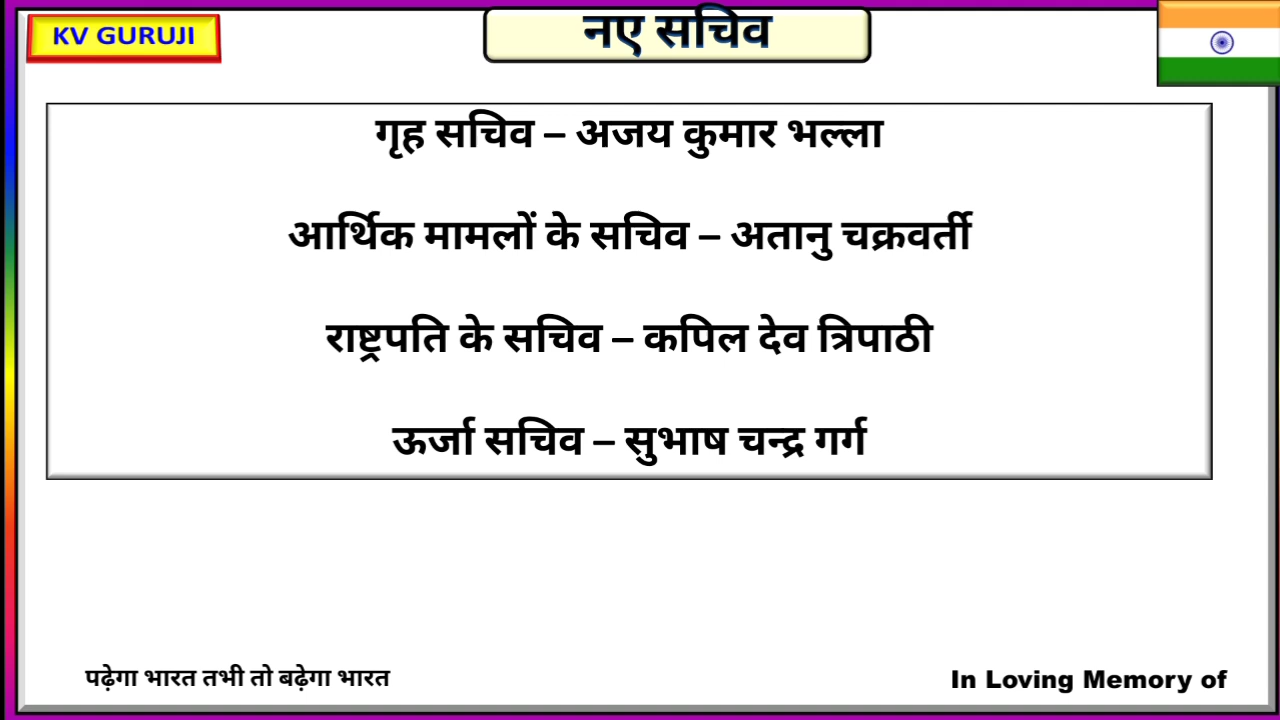 KV GURUJI
नए सचिव
गृह सचिव – अजय कुमार भल्ला
आर्थिक मामलों के सचिव – अतानु चक्रवर्ती
राष्ट्रपति के सचिव – कपिल देव त्रिपाठी
ऊर्जा सचिव – सुभाष चन्द्र गर्ग
पढ़ेगा भारत तभी तो बढ़ेगा भारत
In Loving Memory of